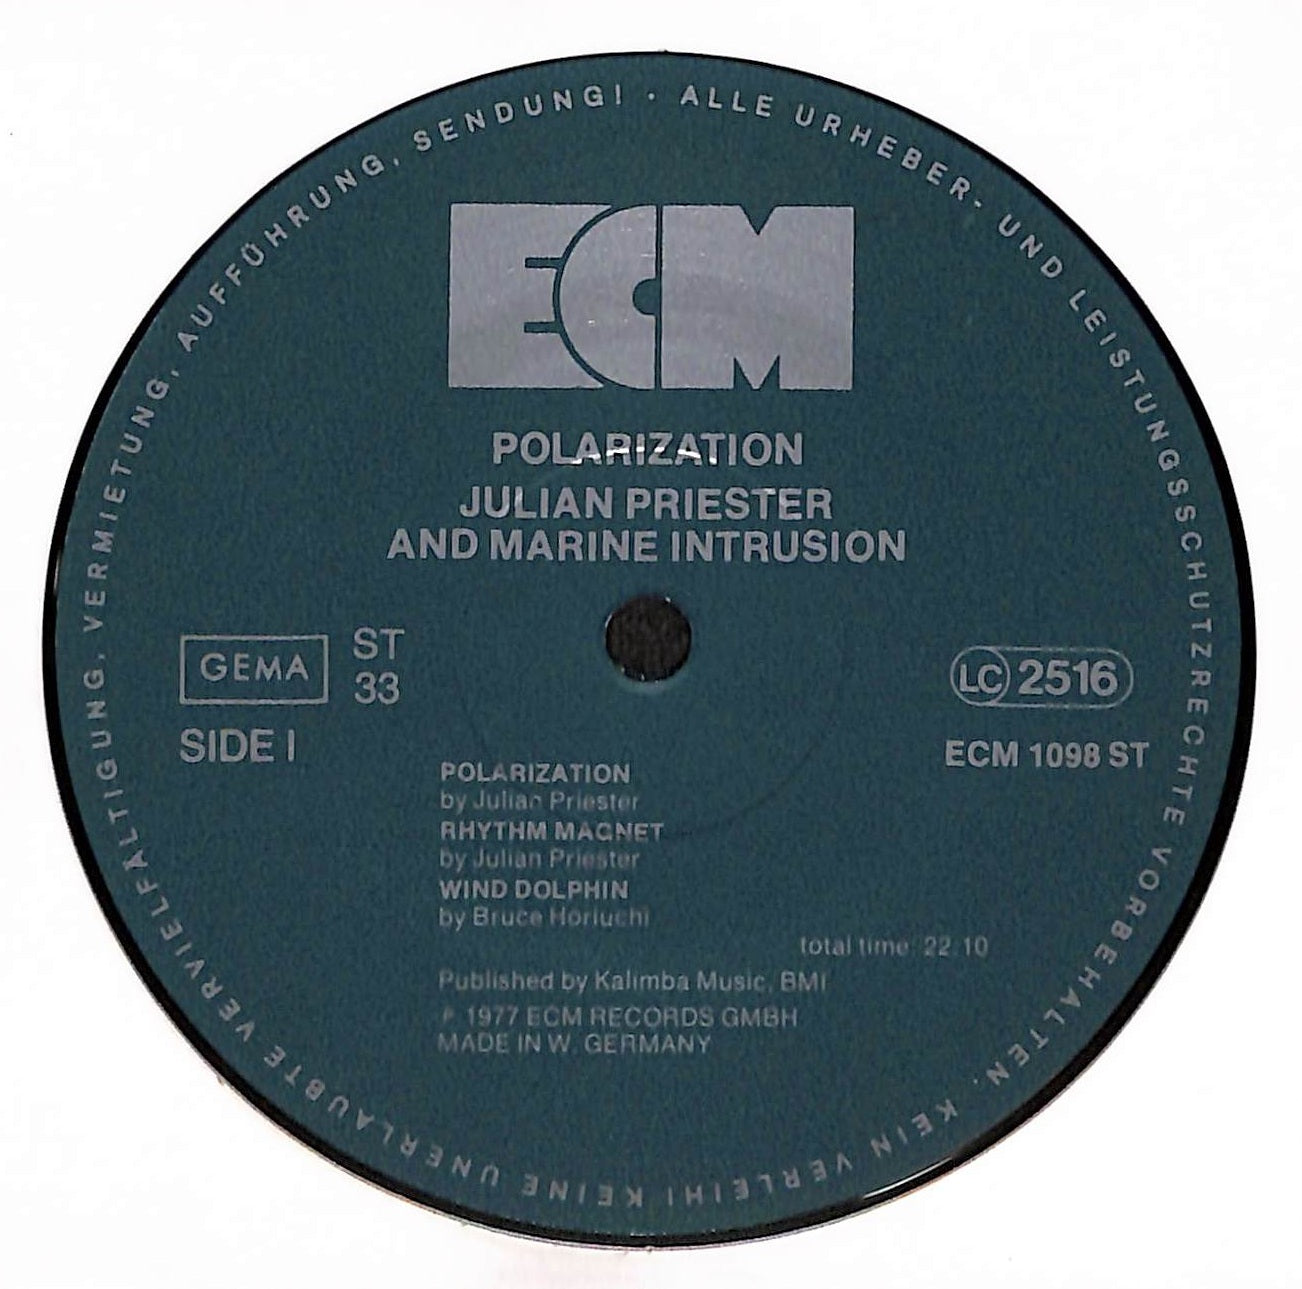 ALLE URHEBER- UND LEISTUNGSSCHUTZRECHTE VORBEHALTEN. KEIN VERLEIH! KEINE UNERLAUBTE VERVIELFÄLTIGUNG, VERMIETUNG, AUFFÜHRUNG, SENDUNG! ·
ECM
POLARIZATION
JULIAN PRIESTER
AND MARINE INTRUSION
GEMA
ST
33
LC 2516
SIDE I
ECM 1098 ST
POLARIZATION
by Julian Priester
RHYTHM MAGNET
by Julian Priester
WIND DOLPHIN
by Bruce Horiuchi
total time: 22:10
Published by Kalimba Music, BMI
℗ 1977 ECM RECORDS GMBH
MADE IN W. GERMANY